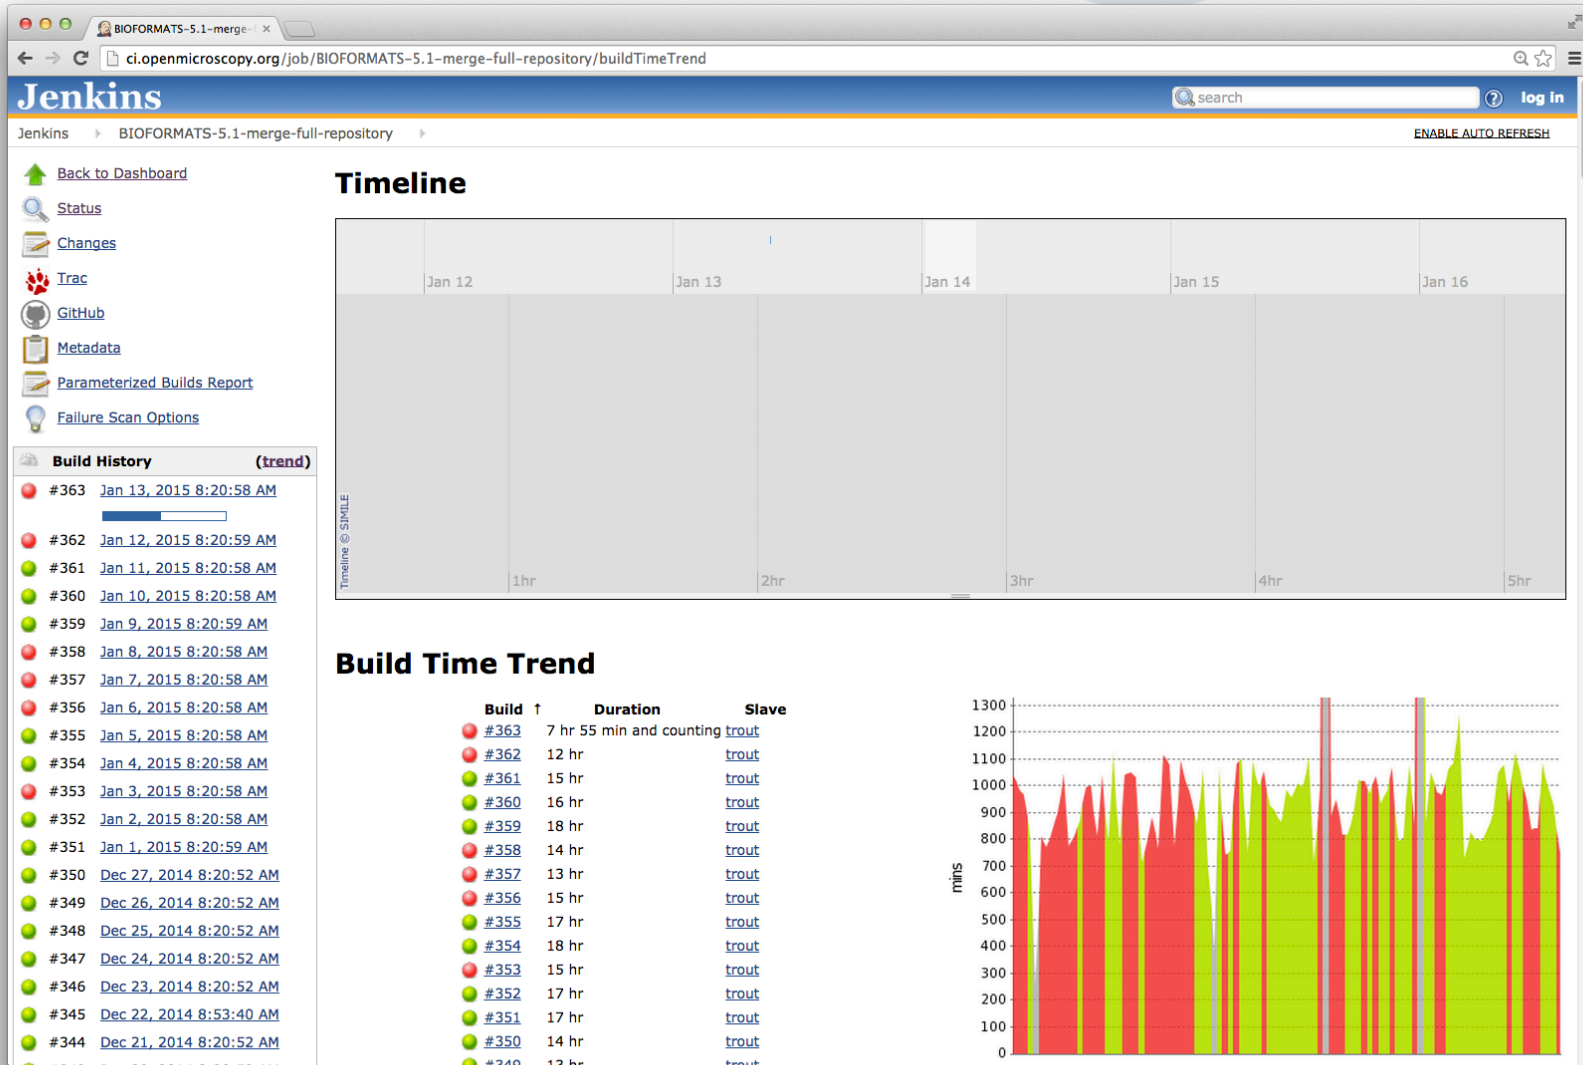 BIOFORMATS-5.1-merge-
ci.openmicroscopy.org/job/BIOFORMATS-5.1-merge-full-repository/buildTimeTrend
Jenkins
search
log in
Jenkins BIOFORMATS-5.1-merge-full-repository
ENABLE AUTO REFRESH
Back to Dashboard
Status
Changes
Trac
GitHub
Metadata
Parameterized Builds Report
Failure Scan Options
Build History (trend)
#363 Jan 13, 2015 8:20:58 AM
#362 Jan 12, 2015 8:20:59 AM
#361 Jan 11, 2015 8:20:58 AM
#360 Jan 10, 2015 8:20:58 AM
#359 Jan 9, 2015 8:20:59 AM
#358 Jan 8, 2015 8:20:58 AM
#357 Jan 7, 2015 8:20:58 AM
#356 Jan 6, 2015 8:20:58 AM
#355 Jan 5, 2015 8:20:58 AM
#354 Jan 4, 2015 8:20:58 AM
#353 Jan 3, 2015 8:20:58 AM
#352 Jan 2, 2015 8:20:58 AM
#351 Jan 1, 2015 8:20:59 AM
#350 Dec 27, 2014 8:20:52 AM
#349 Dec 26, 2014 8:20:52 AM
#348 Dec 25, 2014 8:20:52 AM
#347 Dec 24, 2014 8:20:52 AM
#346 Dec 23, 2014 8:20:52 AM
#345 Dec 22, 2014 8:53:40 AM
#344 Dec 21, 2014 8:20:52 AM
Timeline
Jan 12 Jan 13 Jan 14 Jan 15 Jan 16
Timeline © SIMILE
1hr 2hr 3hr 4hr 5hr
Build Time Trend
Build ↑ Duration Slave
#363 7 hr 55 min and counting trout
#362 12 hr trout
#361 15 hr trout
#360 16 hr trout
#359 18 hr trout
#358 14 hr trout
#357 13 hr trout
#356 15 hr trout
#355 17 hr trout
#354 18 hr trout
#353 15 hr trout
#352 17 hr trout
#351 17 hr trout
#350 14 hr trout
#349 13 hr trout
1300
1200
1100
1000
900
800
700
600
500
400
300
200
100
0
mins